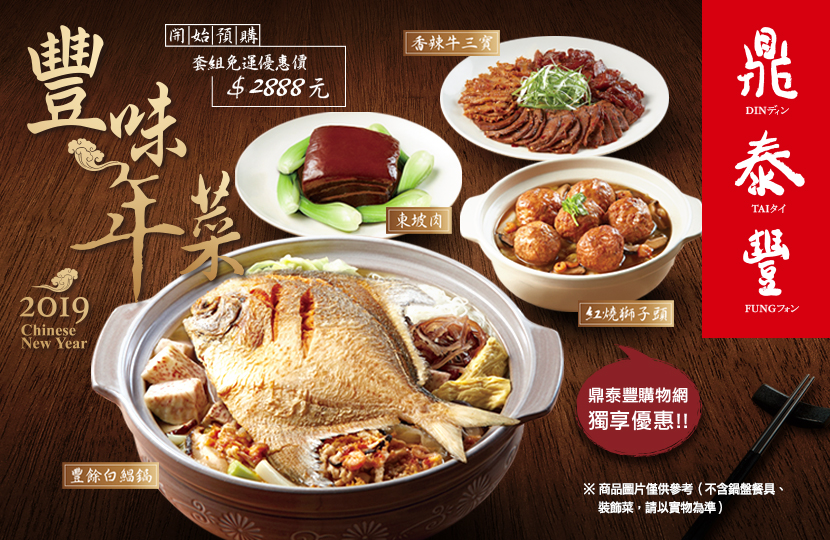 豐味年菜
2019
Chinese
New Year
開始預購
套組免運優惠價
$2888元
香辣牛三寶
東坡肉
紅燒獅子頭
豐餘白鯧鍋
鼎
DINディン
泰
TAIタイ
豐
FUNGフォン
鼎泰豐購物網
獨享優惠!!
※ 商品圖片僅供參考（不含鍋盤餐具、
裝飾菜，請以實物為準）